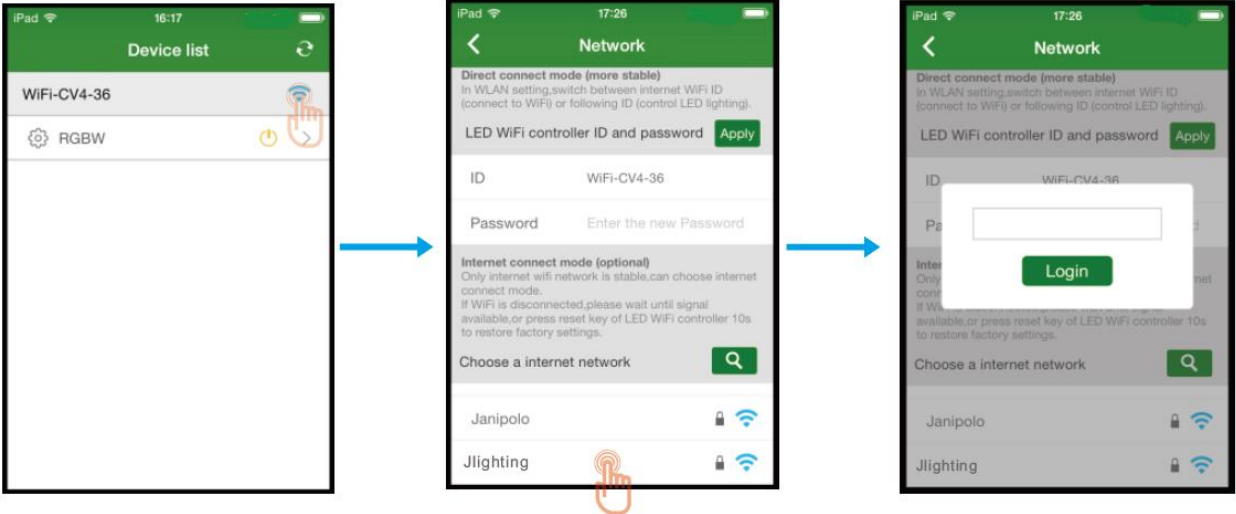 iPad 16:17
Device list
WiFi-CV4-36
RGBW
iPad 17:26
Network
Direct connect mode (more stable)
In WLAN setting,switch between internet WiFi ID
(connect to WiFi) or following ID (control LED lighting).
LED WiFi controller ID and password Apply
ID WiFi-CV4-36
Password Enter the new Password
Internet connect mode (optional)
Only internet wifi network is stable,can choose internet
connect mode.
If WiFi is disconnected,please wait until signal
available,or press reset key of LED WiFi controller 10s
to restore factory settings.
Choose a internet network
Janipolo
Jlighting
iPad 17:26
Network
Direct connect mode (more stable)
In WLAN setting,switch between internet WiFi ID
(connect to WiFi) or following ID (control LED lighting).
LED WiFi controller ID and password Apply
ID WiFi-CV4-36
Login
available,or press reset key of LED WiFi controller 10s
to restore factory settings.
Choose a internet network
Janipolo
Jlighting